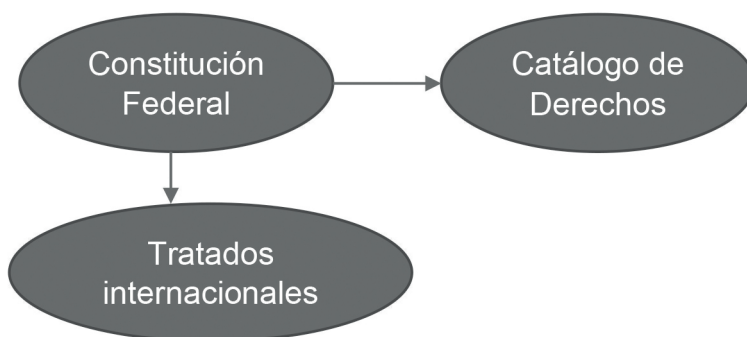 Constitución
Federal
Catálogo de
Derechos
Tratados
internacionales